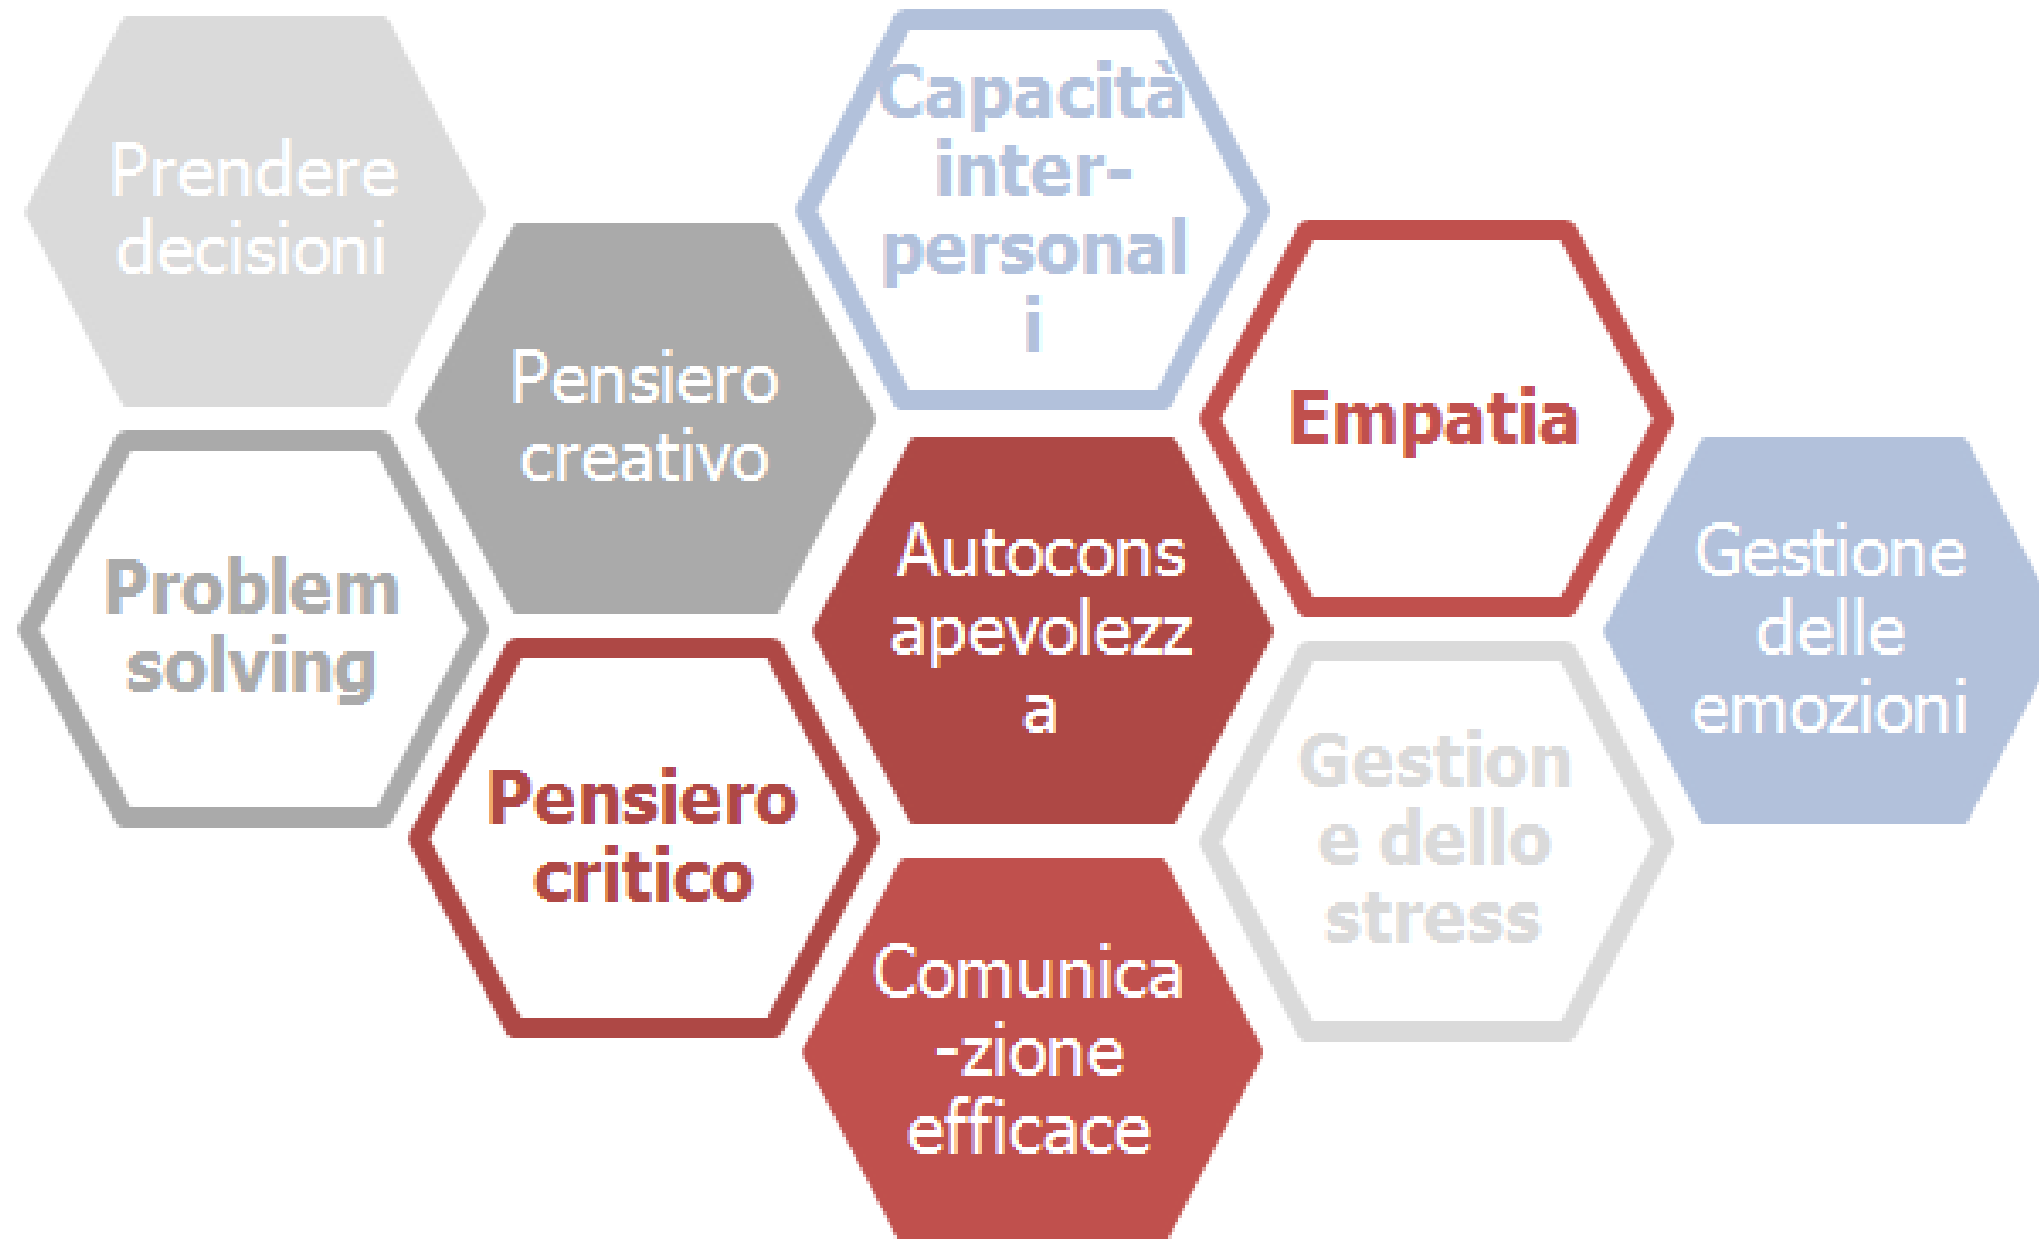 Prendere
decisioni
Capacità
inter-
personal
i
Pensiero
creativo
Empatia
Problem
solving
Autocons
apevolezz
a
Gestione
delle
emozioni
Pensiero
critico
Gestion
e dello
stress
Comunica
-zione
efficace